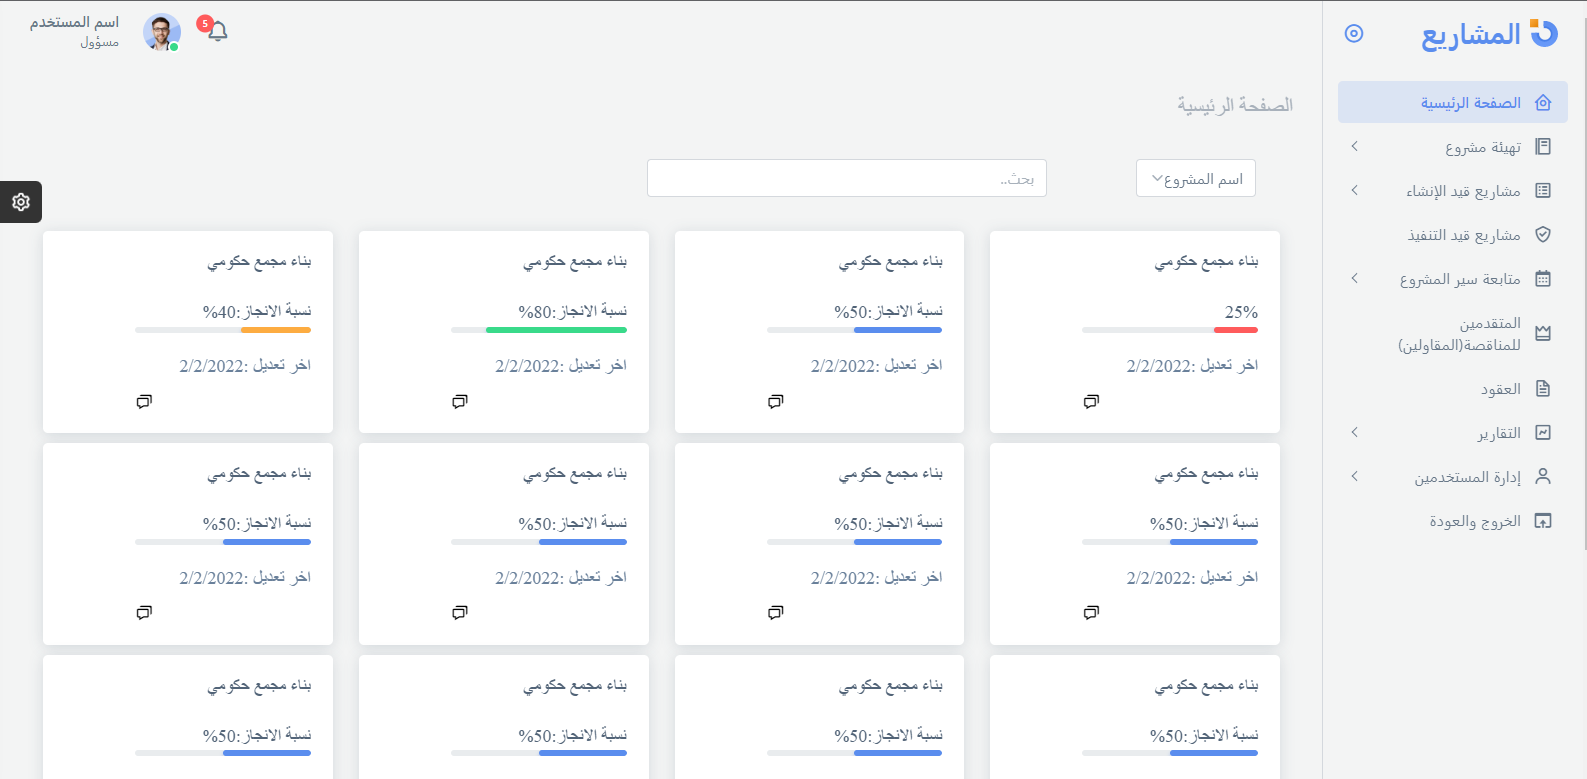 المشاريع
5
اسم المستخدم
مسؤول
الصفحة الرئيسية
تهيئة مشروع
مشاريع قيد الإنشاء
مشاريع قيد التنفيذ
متابعة سير المشروع
المتقدمين
للمناقصة(المقاولين)
العقود
التقارير
إدارة المستخدمين
الخروج والعودة
الصفحة الرئيسية
اسم المشروع
بحث..
بناء مجمع حكومي
25%
اخر تعديل :2/2/2022
بناء مجمع حكومي
نسبة الانجاز:50%
اخر تعديل :2/2/2022
بناء مجمع حكومي
نسبة الانجاز:80%
اخر تعديل :2/2/2022
بناء مجمع حكومي
نسبة الانجاز:40%
اخر تعديل :2/2/2022
بناء مجمع حكومي
نسبة الانجاز:50%
اخر تعديل :2/2/2022
بناء مجمع حكومي
نسبة الانجاز:50%
اخر تعديل :2/2/2022
بناء مجمع حكومي
نسبة الانجاز:50%
اخر تعديل :2/2/2022
بناء مجمع حكومي
نسبة الانجاز:50%
اخر تعديل :2/2/2022
بناء مجمع حكومي
نسبة الانجاز:50%
بناء مجمع حكومي
نسبة الانجاز:50%
بناء مجمع حكومي
نسبة الانجاز:50%
بناء مجمع حكومي
نسبة الانجاز:50%